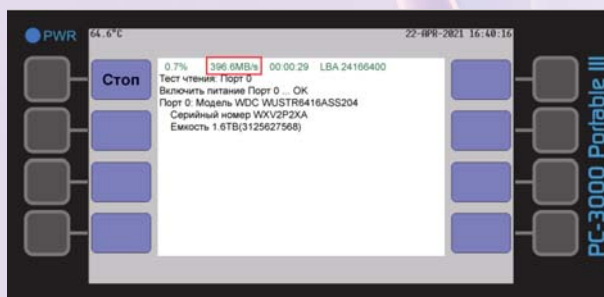 PWR
64.6°C
22-APR-2021 16:40:16
0.7% 396.6MB/s 00:00:29 LBA 24166400
Стоп
Тест чтения: Порт 0
Включить питание Порт 0 ... OK
Порт 0: Модель WDC WUSTR6416ASS204
Серийный номер WXV2P2XA
Емкость 1.6TB(3125627568)
PC-3000 Portable III